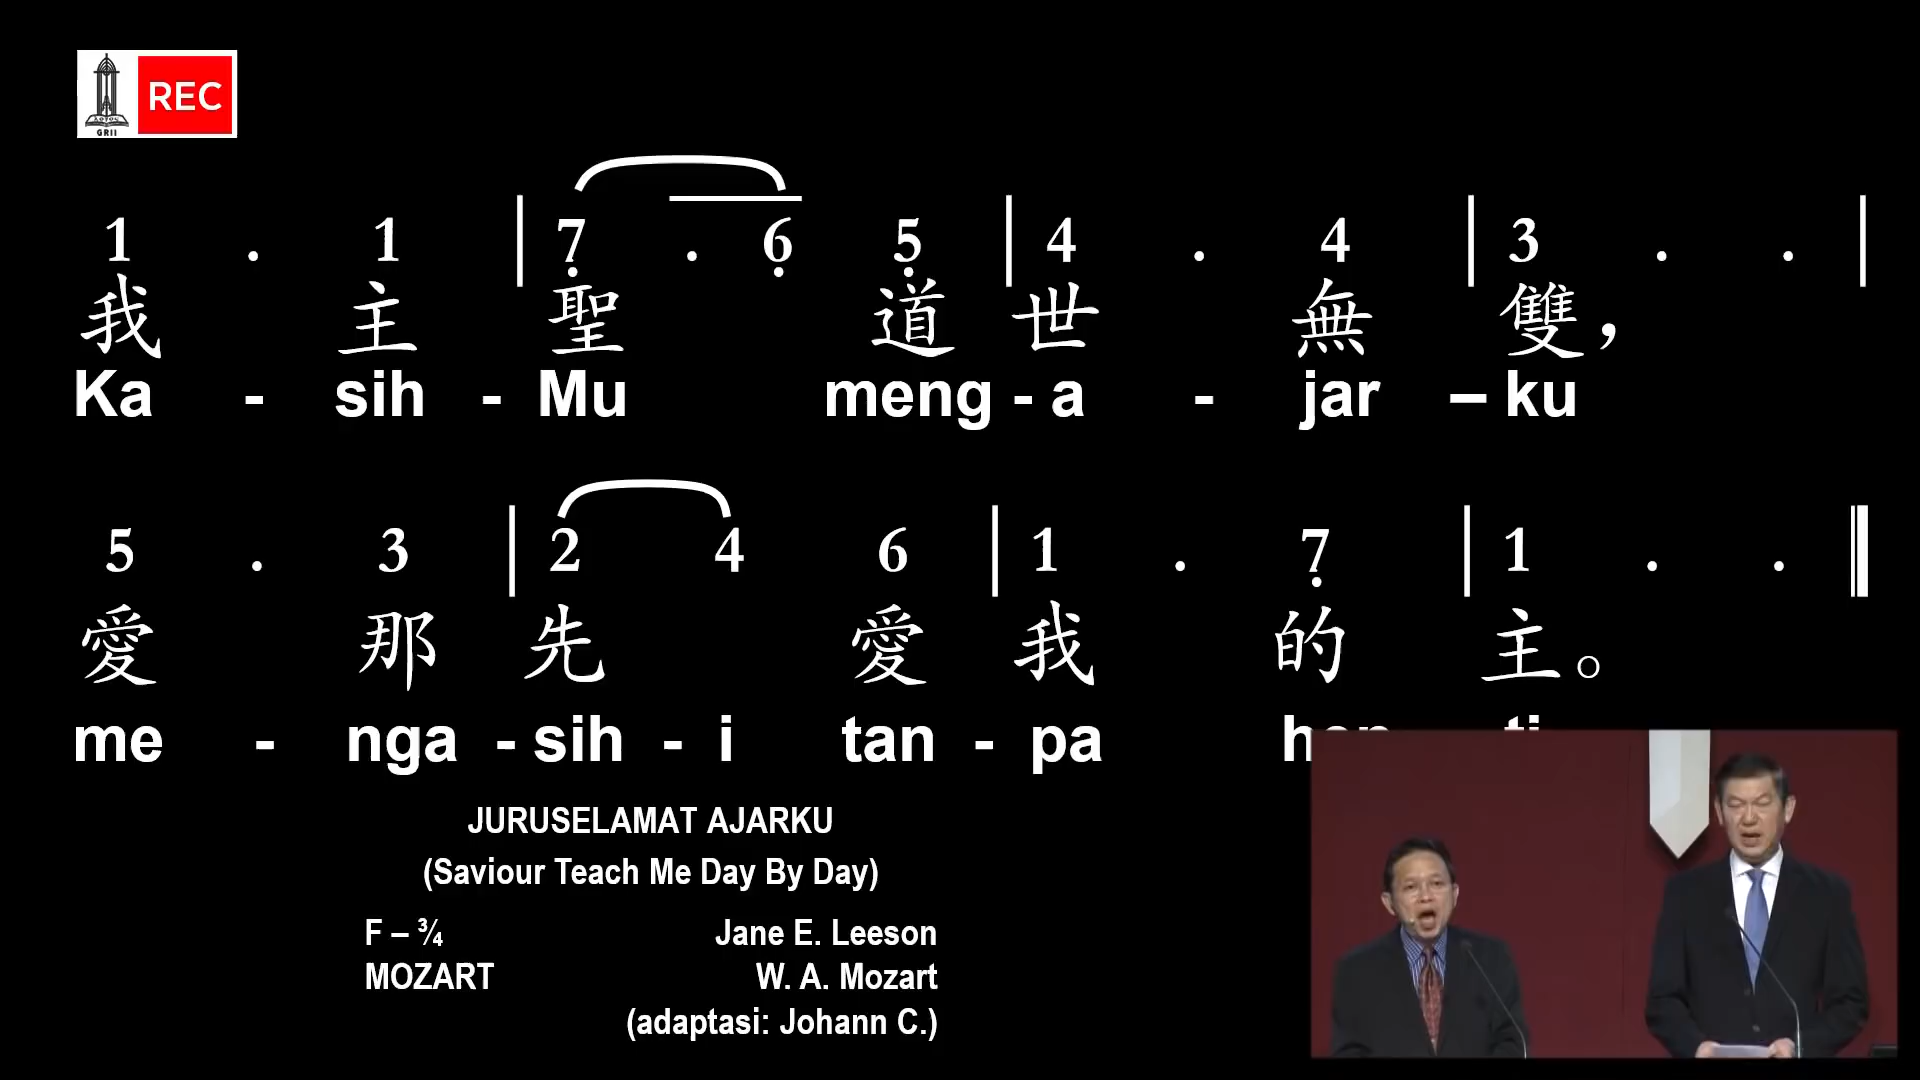 GRII REC
1 . 1 | 7 . 6 5 | 4 . 4 | 3 . . |
我 主 聖 道 世 無 雙，
Ka - sih - Mu meng - a - jar – ku
5 . 3 | 2 4 6 | 1 . 7 | 1 . . ‖
愛 那 先 愛 我 的 主。
me - nga - sih - i tan - pa
JURUSELAMAT AJARKU
(Saviour Teach Me Day By Day)
F – ¾ Jane E. Leeson
MOZART W. A. Mozart
(adaptasi: Johann C.)